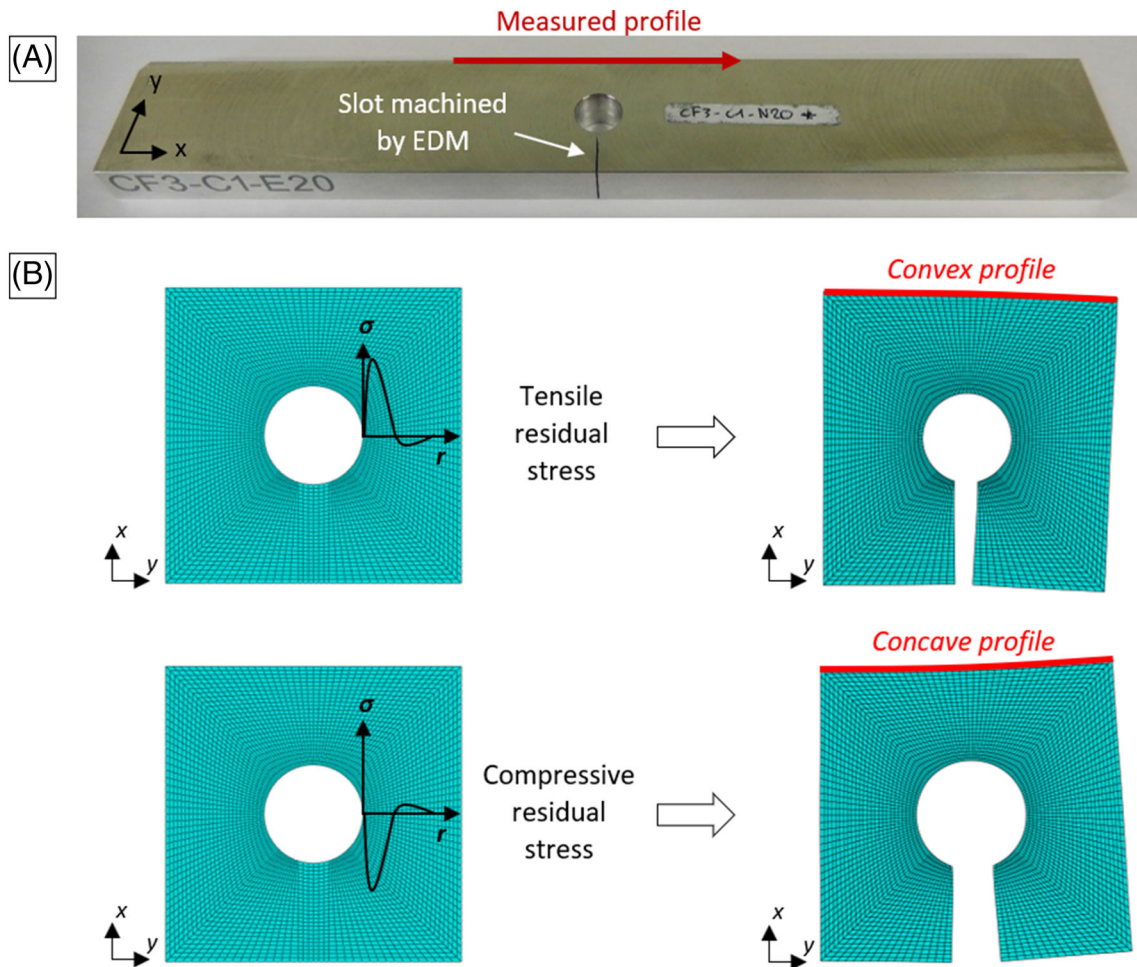 (A)
Measured profile
y
x
Slot machined
by EDM
CF3-C1-N20 *
CF3-C1-E20
(B)
Convex profile
σ
r
Tensile
residual
stress
x
y
x
y
Concave profile
σ
r
Compressive
residual
stress
x
y
x
y